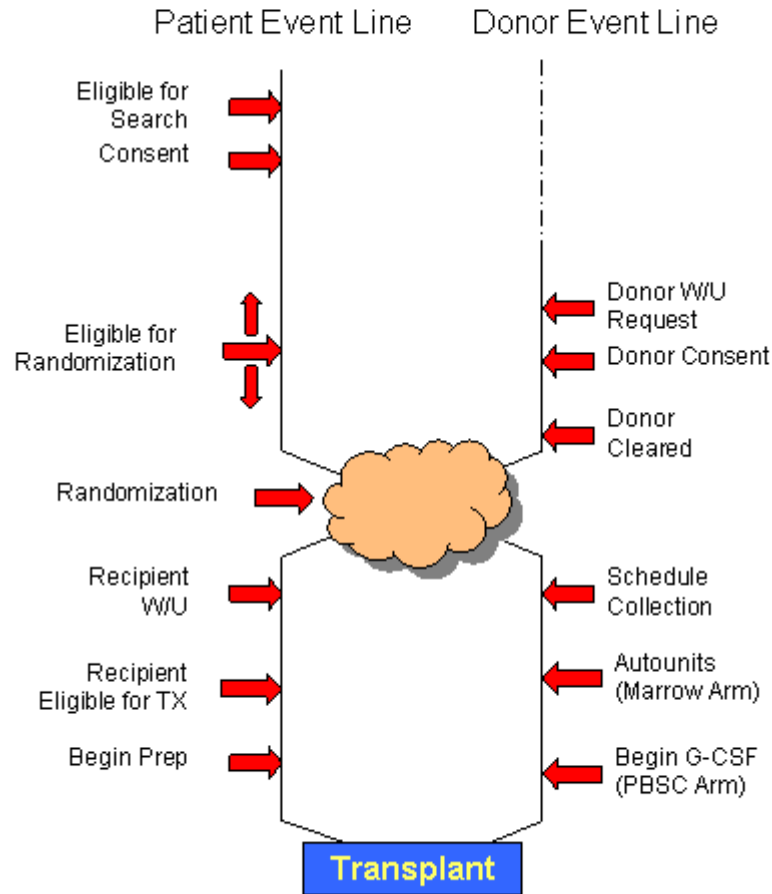 Patient Event Line
Donor Event Line
Eligible for
Search
Consent
Donor W/U
Request
Eligible for
Randomization
Donor Consent
Donor
Cleared
Randomization
Recipient
W/U
Schedule
Collection
Recipient
Eligible for TX
Autounits
(Marrow Arm)
Begin Prep
Begin G-CSF
(PBSC Arm)
Transplant